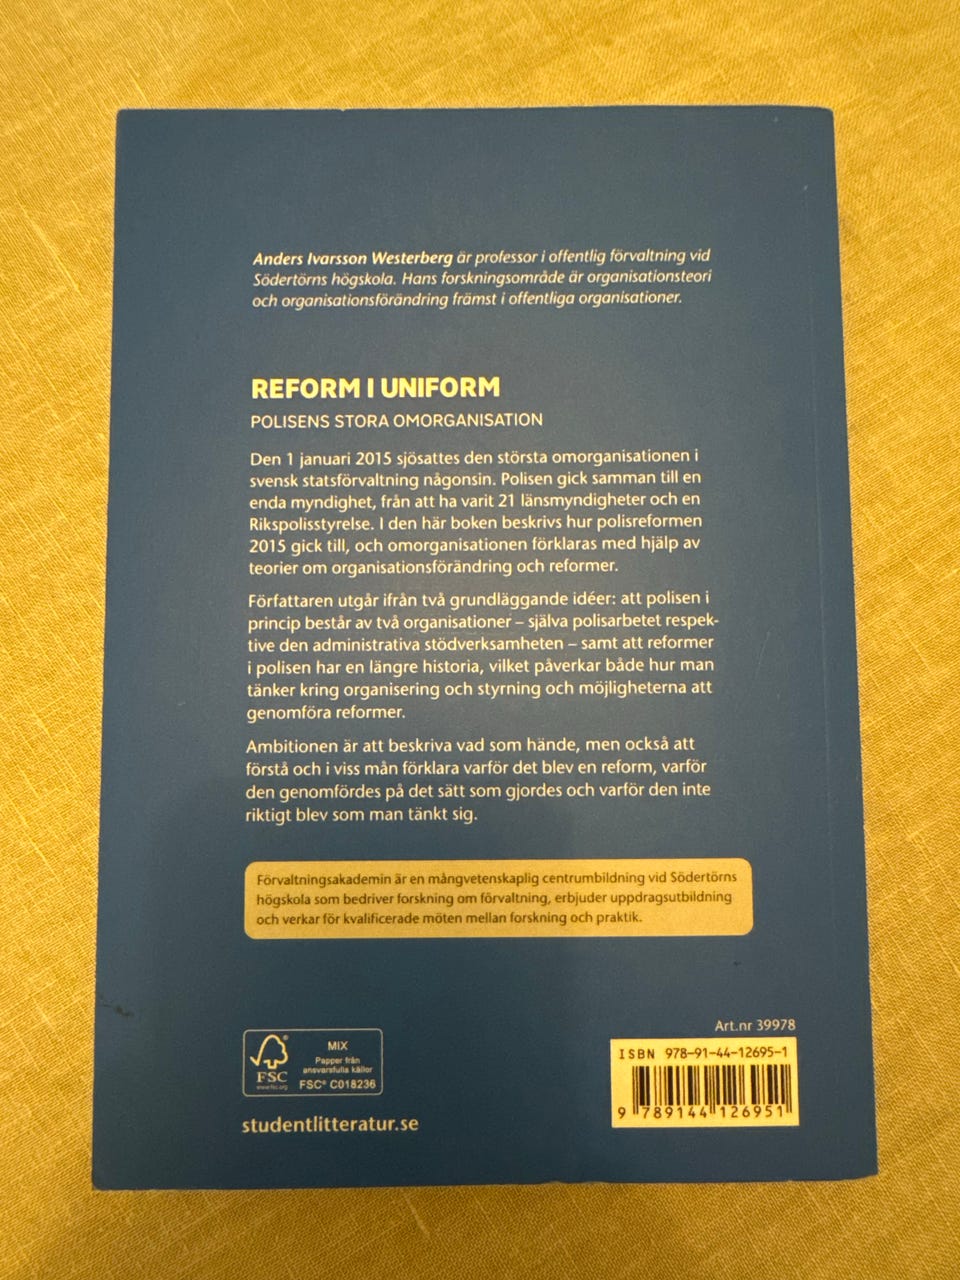 Anders Ivarsson Westerberg är professor i offentlig förvaltning vid
Södertörns högskola. Hans forskningsområde är organisationsteori
och organisationsförändring främst i offentliga organisationer.
REFORM I UNIFORM
POLISENS STORA OMORGANISATION
Den 1 januari 2015 sjösattes den största omorganisationen i
svensk statsförvaltning någonsin. Polisen gick samman till en
enda myndighet, från att ha varit 21 länsmyndigheter och en
Rikspolisstyrelse. I den här boken beskrivs hur polisreformen
2015 gick till, och omorganisationen förklaras med hjälp av
teorier om organisationsförändring och reformer.
Författaren utgår ifrån två grundläggande idéer: att polisen i
princip består av två organisationer – själva polisarbetet respek-
tive den administrativa stödverksamheten – samt att reformer
i polisen har en längre historia, vilket påverkar både hur man
tänker kring organisering och styrning och möjligheterna att
genomföra reformer.
Ambitionen är att beskriva vad som hände, men också att
förstå och i viss mån förklara varför det blev en reform, varför
den genomfördes på det sätt som gjordes och varför den inte
riktigt blev som man tänkt sig.
Förvaltningsakademin är en mångvetenskaplig centrumbildning vid Södertörns
högskola som bedriver forskning om förvaltning, erbjuder uppdragsutbildning
och verkar för kvalificerade möten mellan forskning och praktik.
Art.nr 39978
ISBN 978-91-44-12695-1
9 789144 126951
FSC
www.fsc.org
MIX
Papper från
ansvarsfulla källor
FSC® C018236
studentlitteratur.se